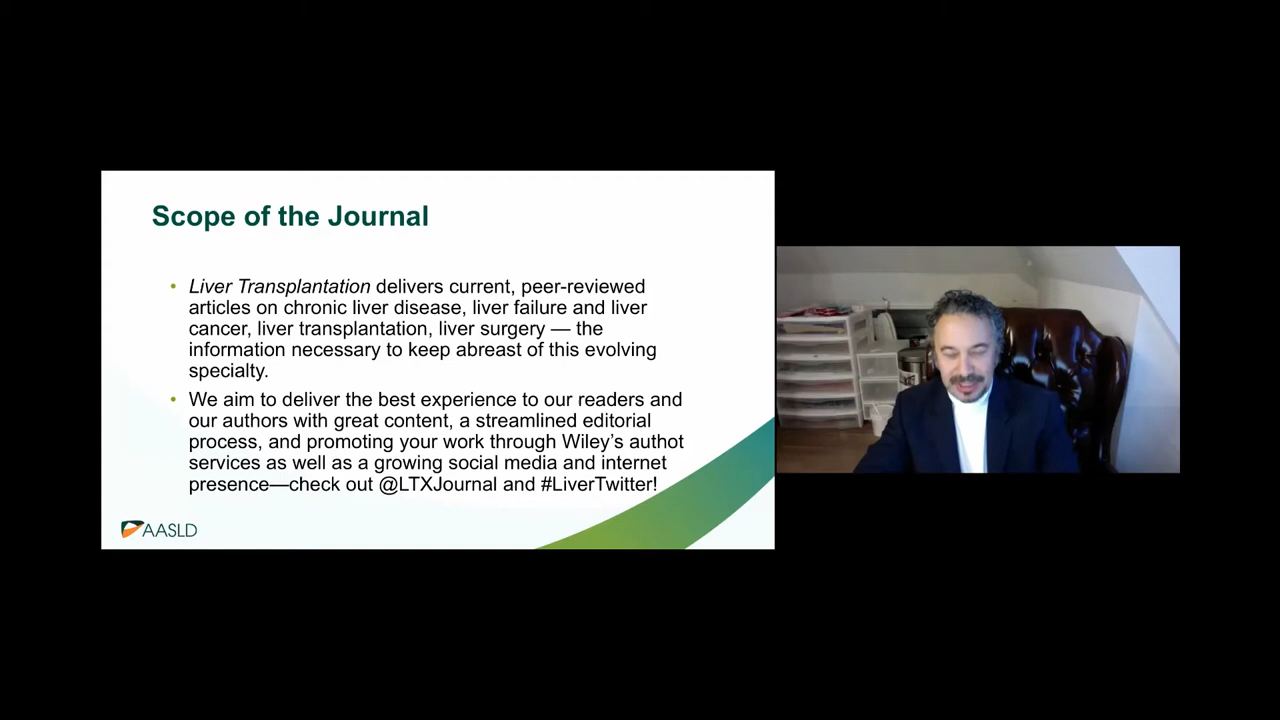 Scope of the Journal
• Liver Transplantation delivers current, peer-reviewed
articles on chronic liver disease, liver failure and liver
cancer, liver transplantation, liver surgery — the
information necessary to keep abreast of this evolving
specialty.
• We aim to deliver the best experience to our readers and
our authors with great content, a streamlined editorial
process, and promoting your work through Wiley’s authot
services as well as a growing social media and internet
presence—check out @LTXJournal and #LiverTwitter!
AASLD